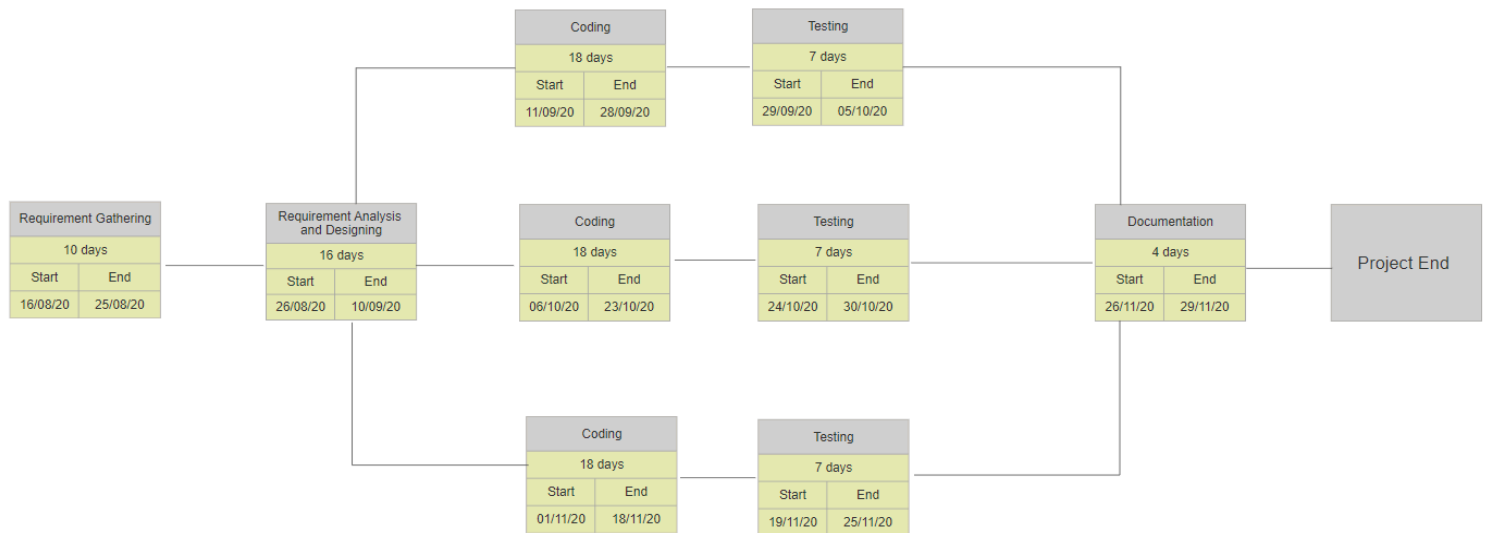 Coding
18 days
Start End
11/09/20 28/09/20
Testing
7 days
Start End
29/09/20 05/10/20
Requirement Gathering
10 days
Start End
16/08/20 25/08/20
Requirement Analysis
and Designing
16 days
Start End
26/08/20 10/09/20
Coding
18 days
Start End
06/10/20 23/10/20
Testing
7 days
Start End
24/10/20 30/10/20
Documentation
4 days
Start End
26/11/20 29/11/20
Project End
Coding
18 days
Start End
01/11/20 18/11/20
Testing
7 days
Start End
19/11/20 25/11/20